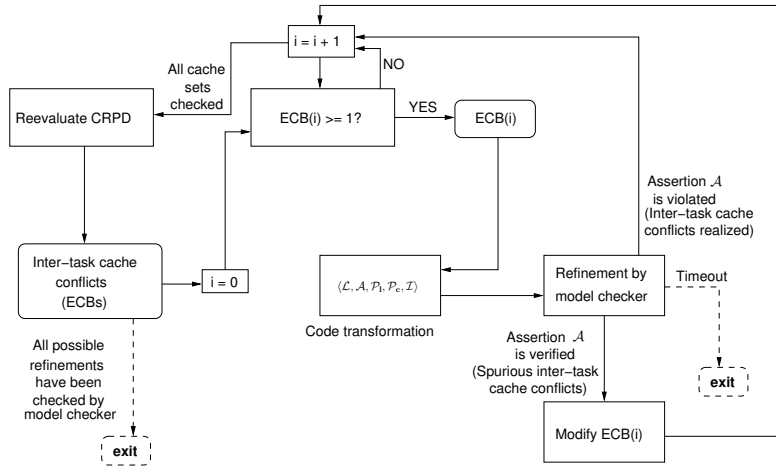 i = i + 1
NO
All cache
sets
checked
Reevaluate CRPD
ECB(i) >= 1?
YES
ECB(i)
Assertion 𝒜
is violated
(Inter−task cache
conflicts realized)
Inter−task cache
conflicts
(ECBs)
i = 0
⟨ℒ, 𝒜, 𝒫ₗ, 𝒫𝒸, ℐ⟩
Code transformation
Refinement by
model checker
Timeout
exit
Assertion 𝒜
is verified
(Spurious inter−task
cache conflicts)
All possible
refinements
have been
checked by
model checker
exit
Modify ECB(i)